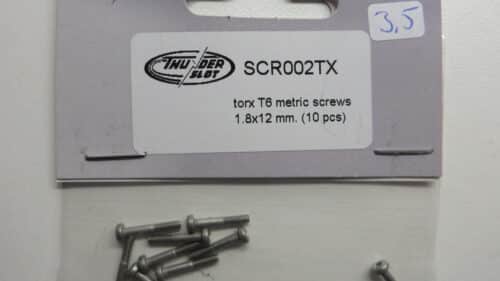 3,5
THUNDER
SLOT
SCR002TX
torx T6 metric screws
1.8x12 mm. (10 pcs)